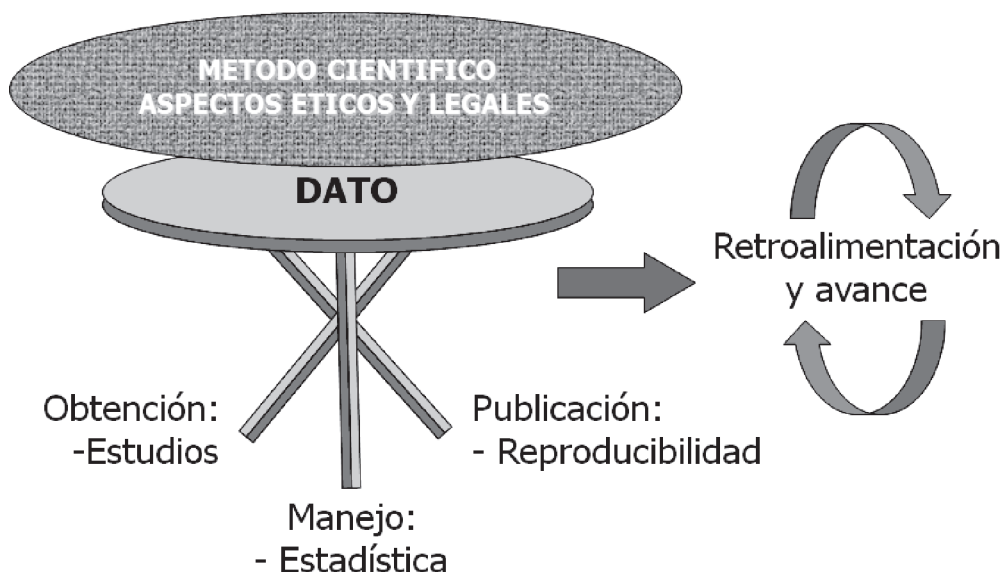 METODO CIENTIFICO
ASPECTOS ETICOS Y LEGALES
DATO
Retroalimentación
y avance
Obtención:
-Estudios
Publicación:
- Reproducibilidad
Manejo:
- Estadística